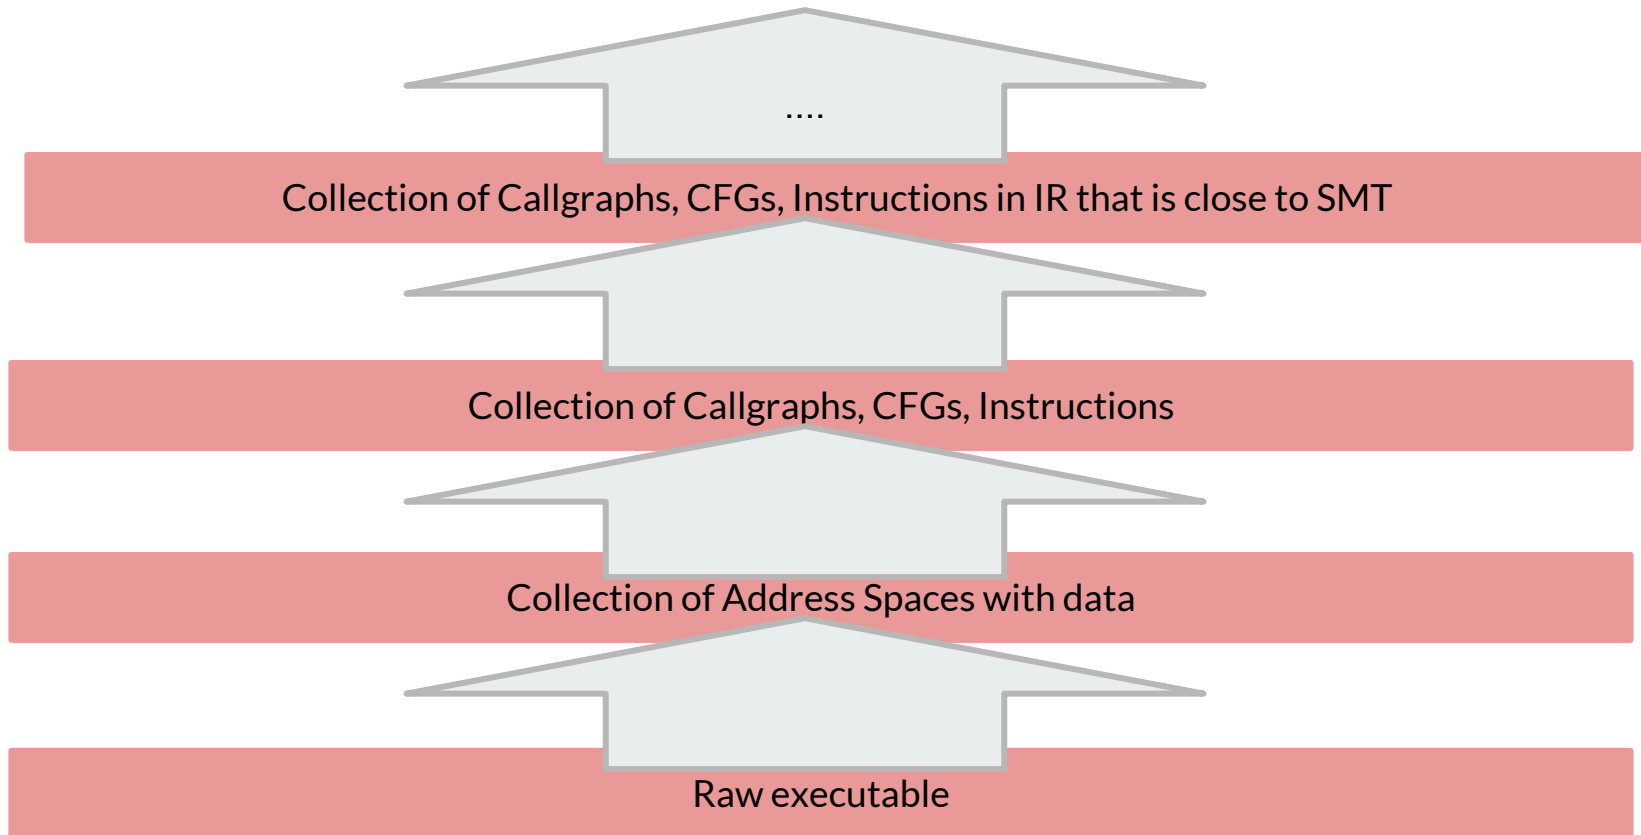 ....
Collection of Callgraphs, CFGs, Instructions in IR that is close to SMT
Collection of Callgraphs, CFGs, Instructions
Collection of Address Spaces with data
Raw executable